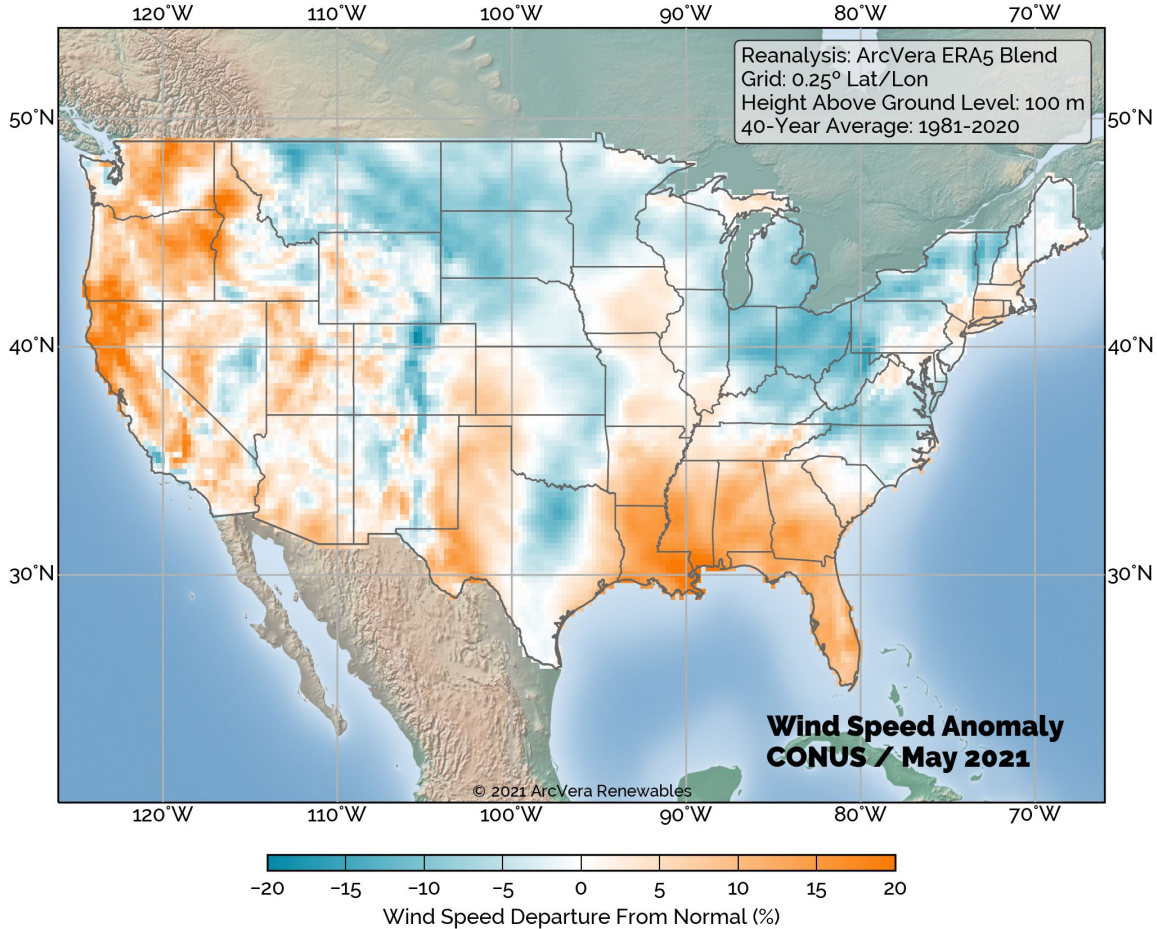 120°W 110°W 100°W 90°W 80°W 70°W
Reanalysis: ArcVera ERA5 Blend
Grid: 0.25º Lat/Lon
Height Above Ground Level: 100 m
40-Year Average: 1981-2020
50°N 50°N
40°N 40°N
30°N 30°N
Wind Speed Anomaly
CONUS / May 2021
© 2021 ArcVera Renewables
120°W 110°W 100°W 90°W 80°W 70°W
−20 −15 −10 −5 0 5 10 15 20
Wind Speed Departure From Normal (%)